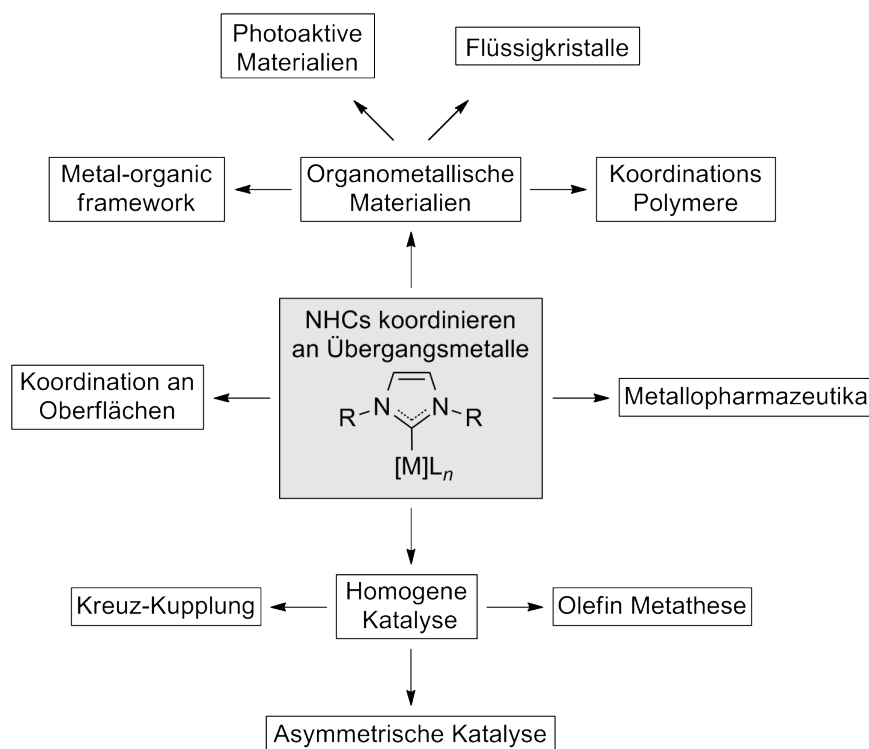 Photoaktive
Materialien
Flüssigkristalle
Metal-organic
framework
Organometallische
Materialien
Koordinations
Polymere
NHCs koordinieren
an Übergangsmetalle
Koordination an
Oberflächen
R N N R
[M]Ln
Metallopharmazeutika
Kreuz-Kupplung
Homogene
Katalyse
Olefin Metathese
Asymmetrische Katalyse